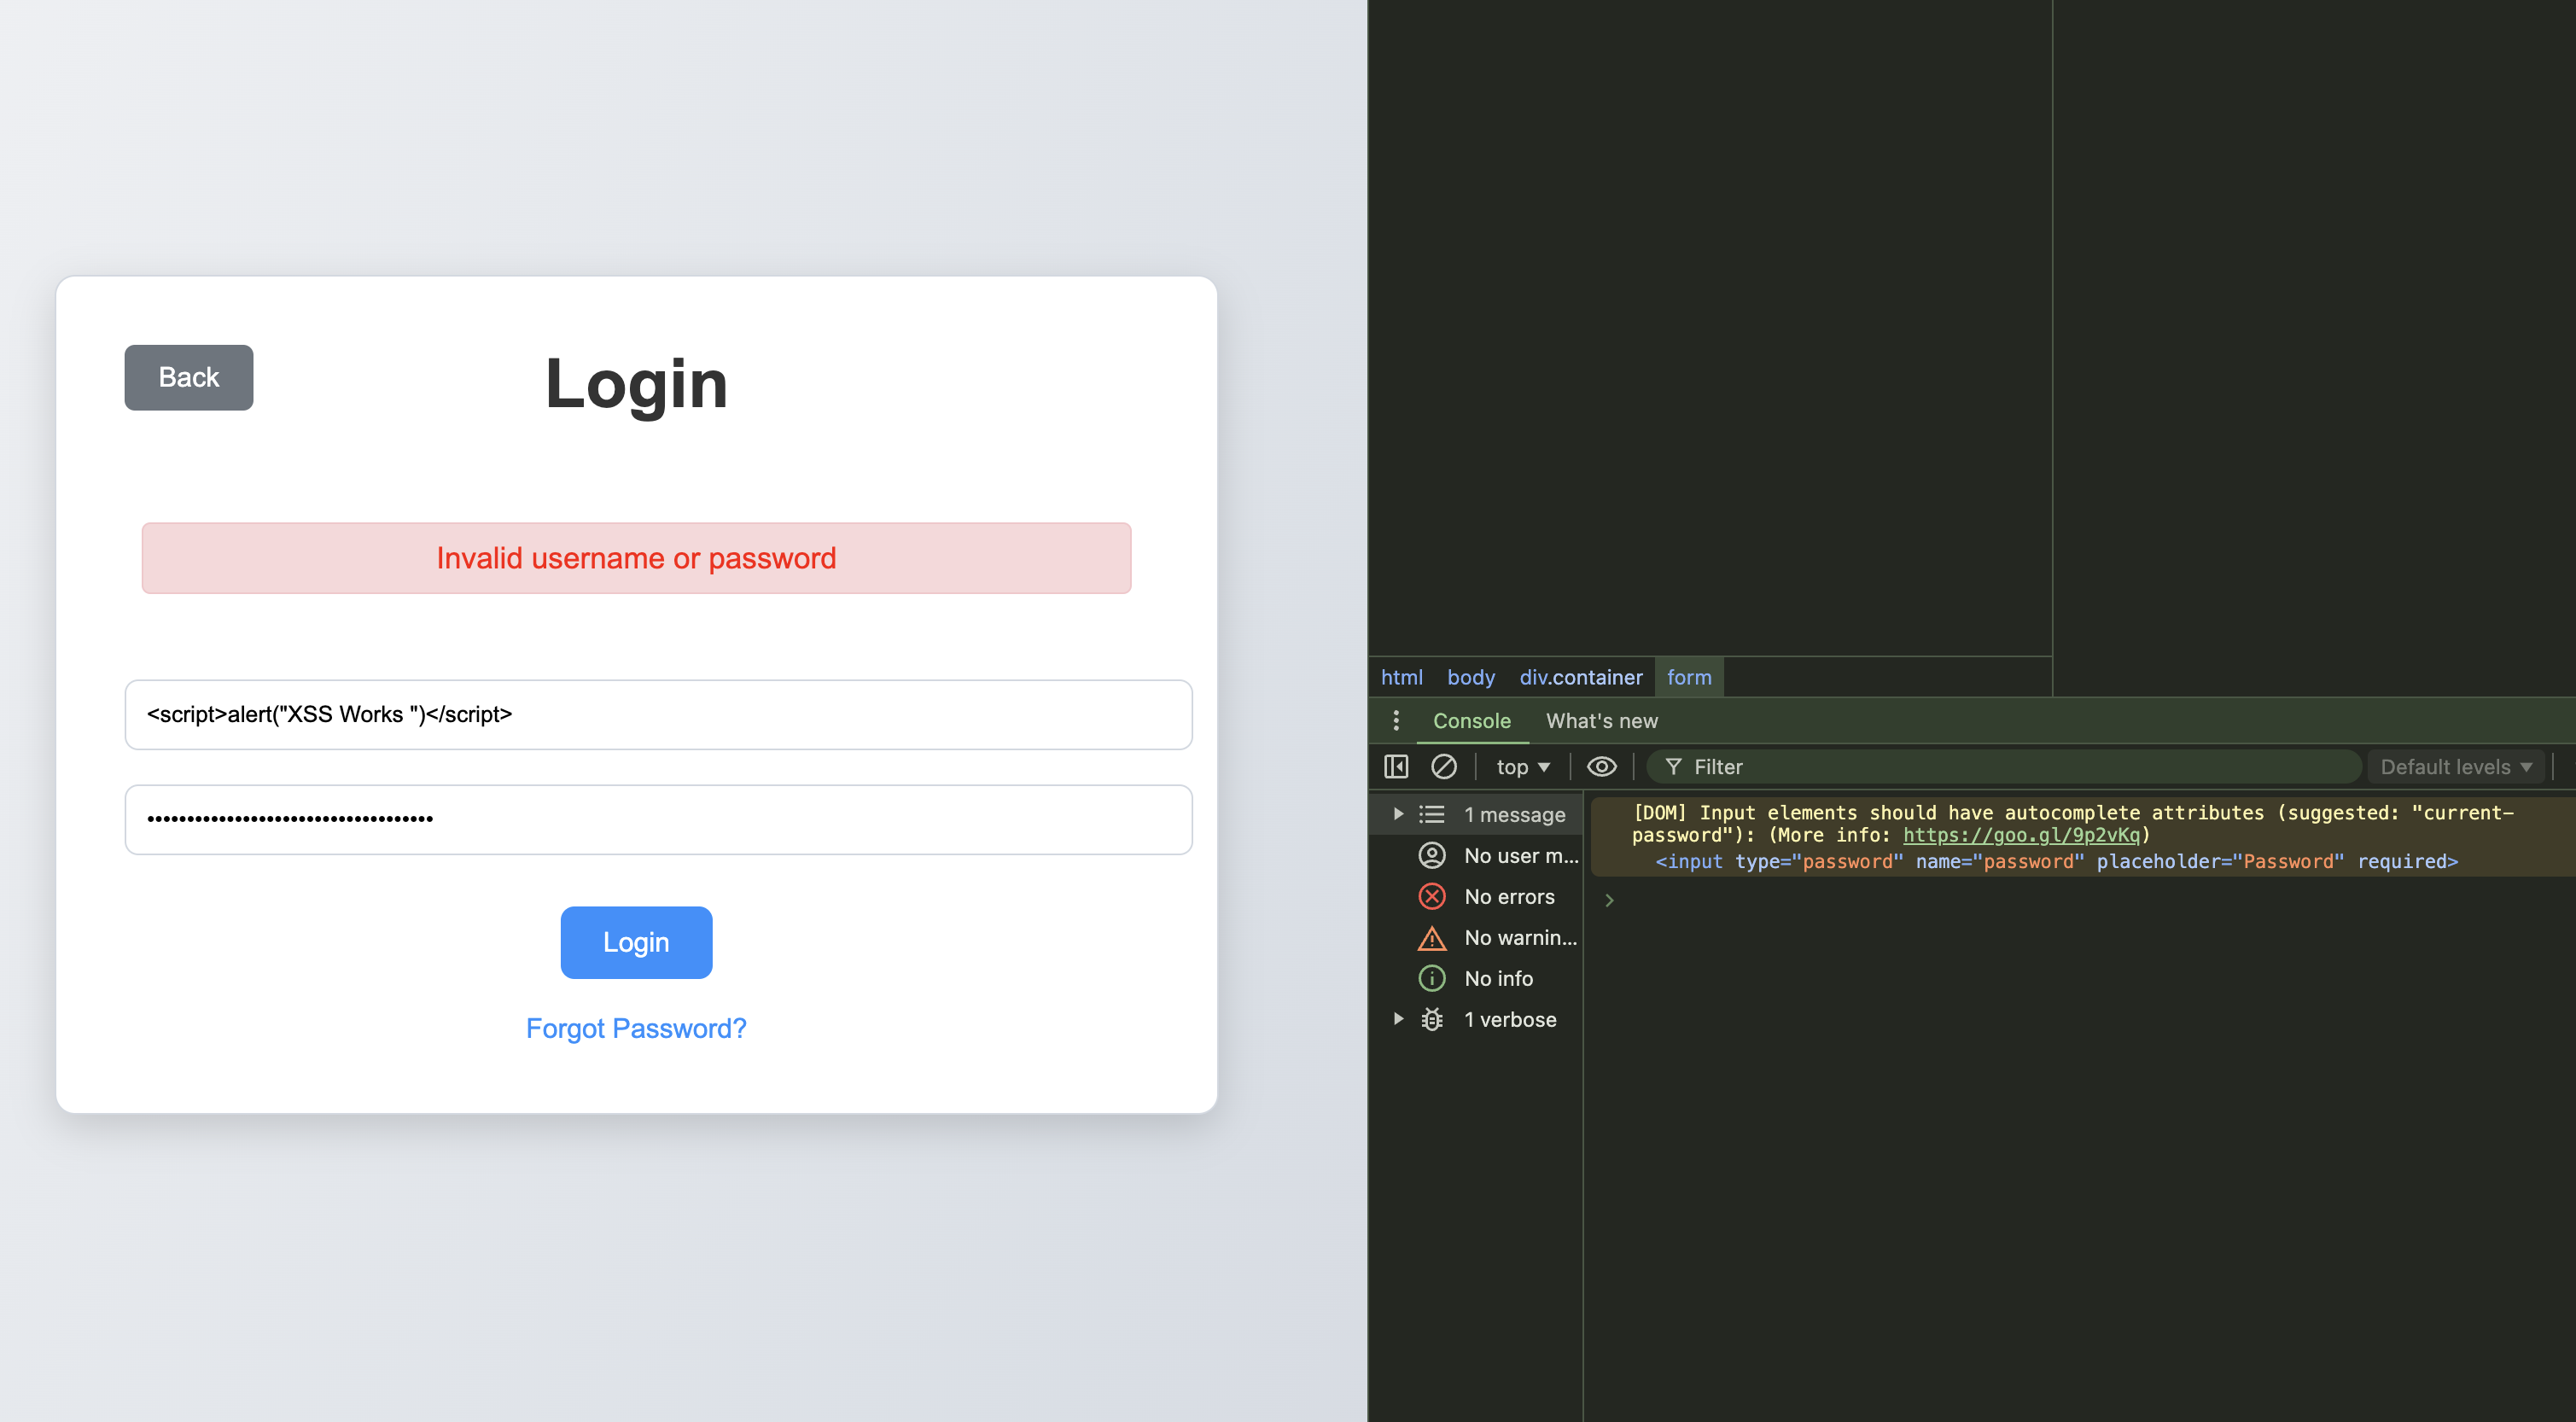 Back
Login
Invalid username or password
<script>alert("XSS Works ")</script>
••••••••••••••••••••••••••••••••••••
Login
Forgot Password?
html body div.container form
Console What's new
top ▼ Filter Default levels ▼
1 message
No user m...
No errors
No warnin...
No info
1 verbose
[DOM] Input elements should have autocomplete attributes (suggested: "current-
password"): (More info: https://goo.gl/9p2vKq)
<input type="password" name="password" placeholder="Password" required>
>